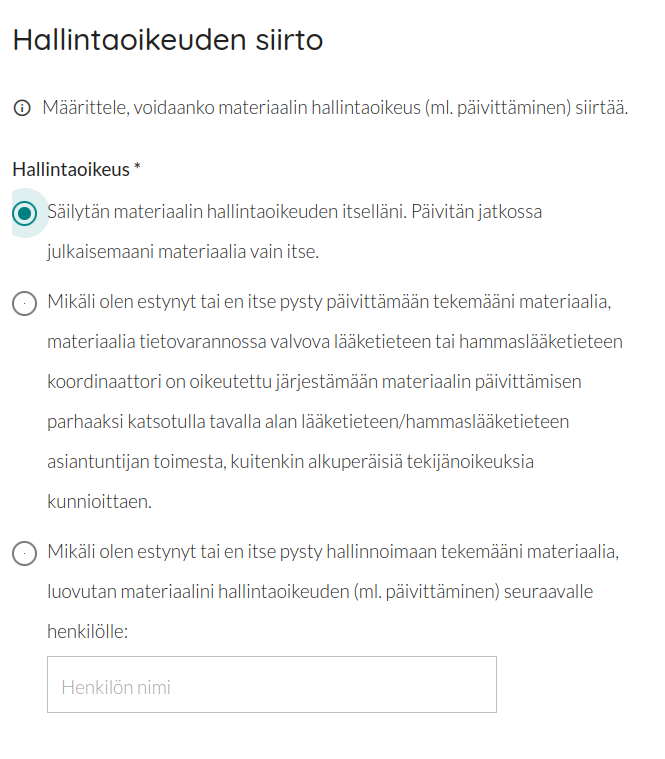 Hallintaoikeuden siirto
Määrittele, voidaanko materiaalin hallintaoikeus (ml. päivittäminen) siirtää.
Hallintaoikeus *
Säilytän materiaalin hallintaoikeuden itselläni. Päivitän jatkossa
julkaisemaani materiaalia vain itse.
Mikäli olen estynyt tai en itse pysty päivittämään tekemääni materiaalia,
materiaalia tietovarannossa valvova lääketieteen tai hammaslääketieteen
koordinaattori on oikeutettu järjestämään materiaalin päivittämisen
parhaaksi katsotulla tavalla alan lääketieteen/hammaslääketieteen
asiantuntijan toimesta, kuitenkin alkuperäisiä tekijänoikeuksia
kunnioittaen.
Mikäli olen estynyt tai en itse pysty hallinnoimaan tekemääni materiaalia,
luovutan materiaalini hallintaoikeuden (ml. päivittäminen) seuraavalle
henkilölle:
Henkilön nimi